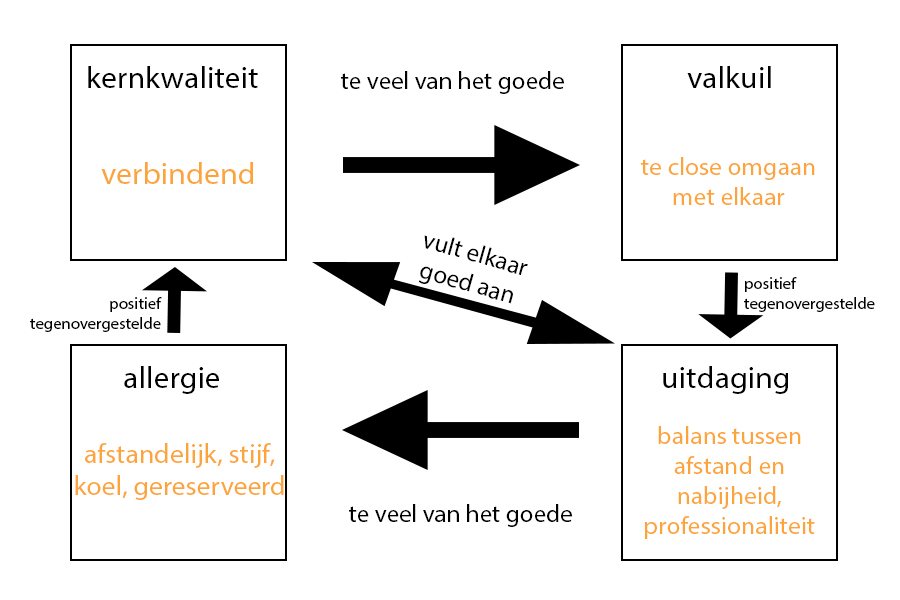 kernkwaliteit
verbindend
te veel van het goede
valkuil
te close omgaan
met elkaar
vult elkaar
goed aan
positief
tegenovergestelde
positief
tegenovergestelde
allergie
afstandelijk, stijf,
koel, gereserveerd
te veel van het goede
uitdaging
balans tussen
afstand en
nabijheid,
professionaliteit